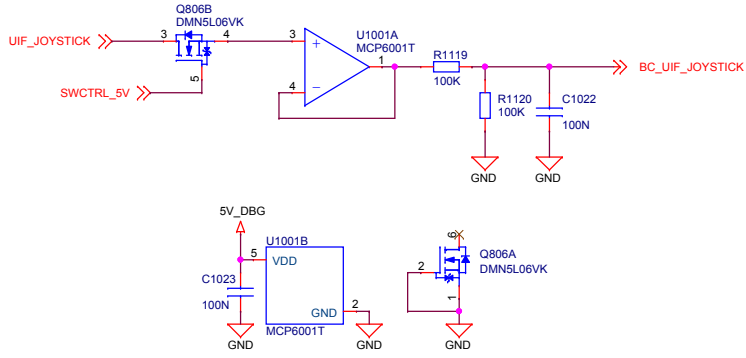 Q806B
DMN5L06VK
UIF_JOYSTICK
3
4
5
SWCTRL_5V
3
+
4
−
1
U1001A
MCP6001T
R1119
100K
BC_UIF_JOYSTICK
R1120
100K
C1022
100N
GND
GND
5V_DBG
U1001B
5
VDD
C1023
100N
GND
2
MCP6001T
GND
GND
6
Q806A
DMN5L06VK
2
1
GND